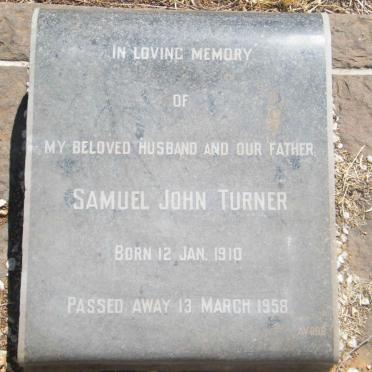 IN LOVING MEMORY
OF
MY BELOVED HUSBAND AND OUR FATHER
SAMUEL JOHN TURNER
BORN 12 JAN. 1910
PASSED AWAY 13 MARCH 1958